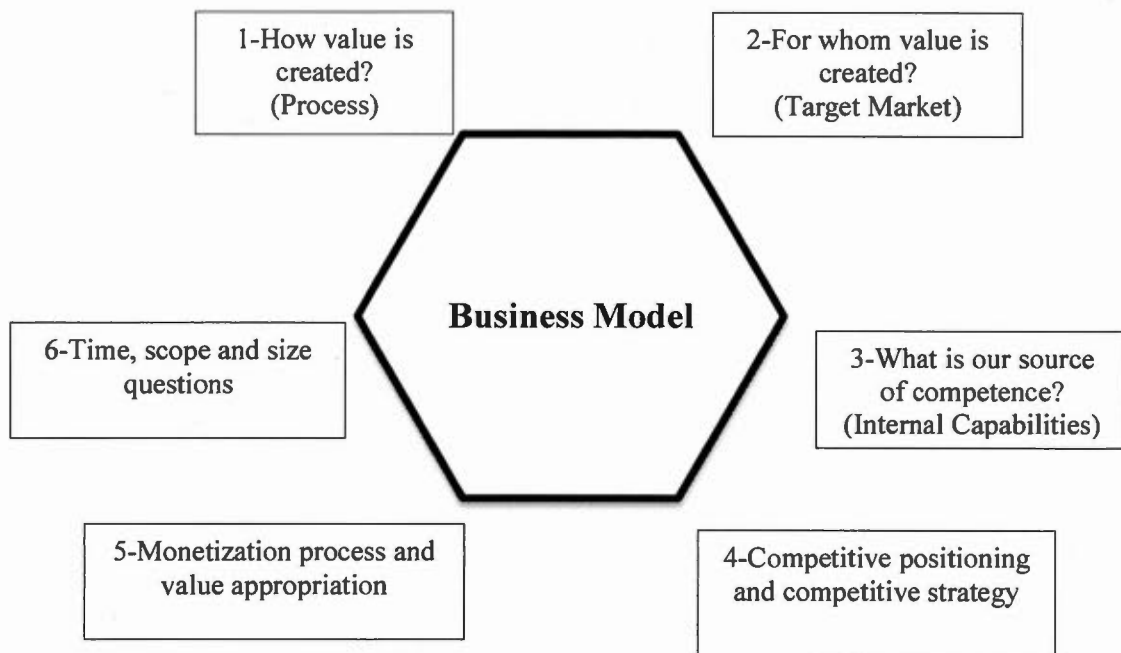 1-How value is
created?
(Process)
2-For whom value is
created?
(Target Market)
Business Model
6-Time, scope and size
questions
3-What is our source
of competence?
(Internal Capabilities)
5-Monetization process and
value appropriation
4-Competitive positioning
and competitive strategy